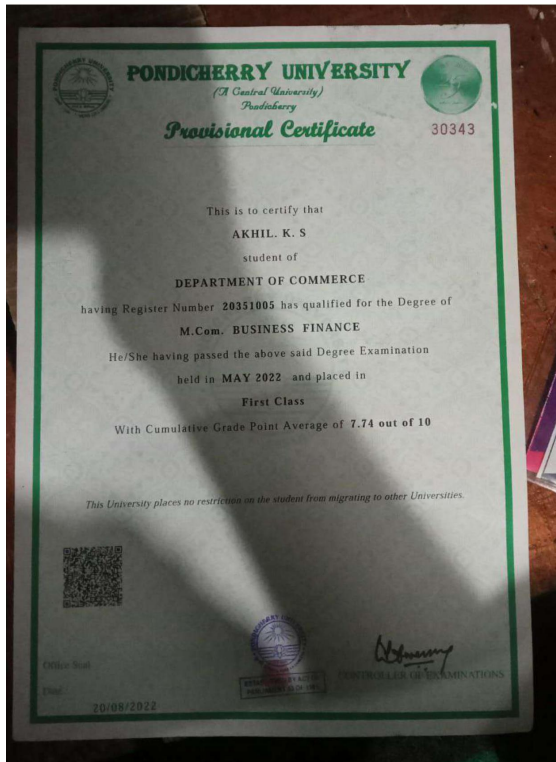 PONDICHERRY UNIVERSITY
(A Central University)
Pondicherry
Provisional Certificate
30343
This is to certify that
AKHIL. K. S
student of
DEPARTMENT OF COMMERCE
having Register Number 20351005 has qualified for the Degree of
M.Com. BUSINESS FINANCE
He/She having passed the above said Degree Examination
held in MAY 2022 and placed in
First Class
With Cumulative Grade Point Average of 7.74 out of 10
This University places no restriction on the student from migrating to other Universities.
Office Seal
CONTROLLER OF EXAMINATIONS
20/08/2022